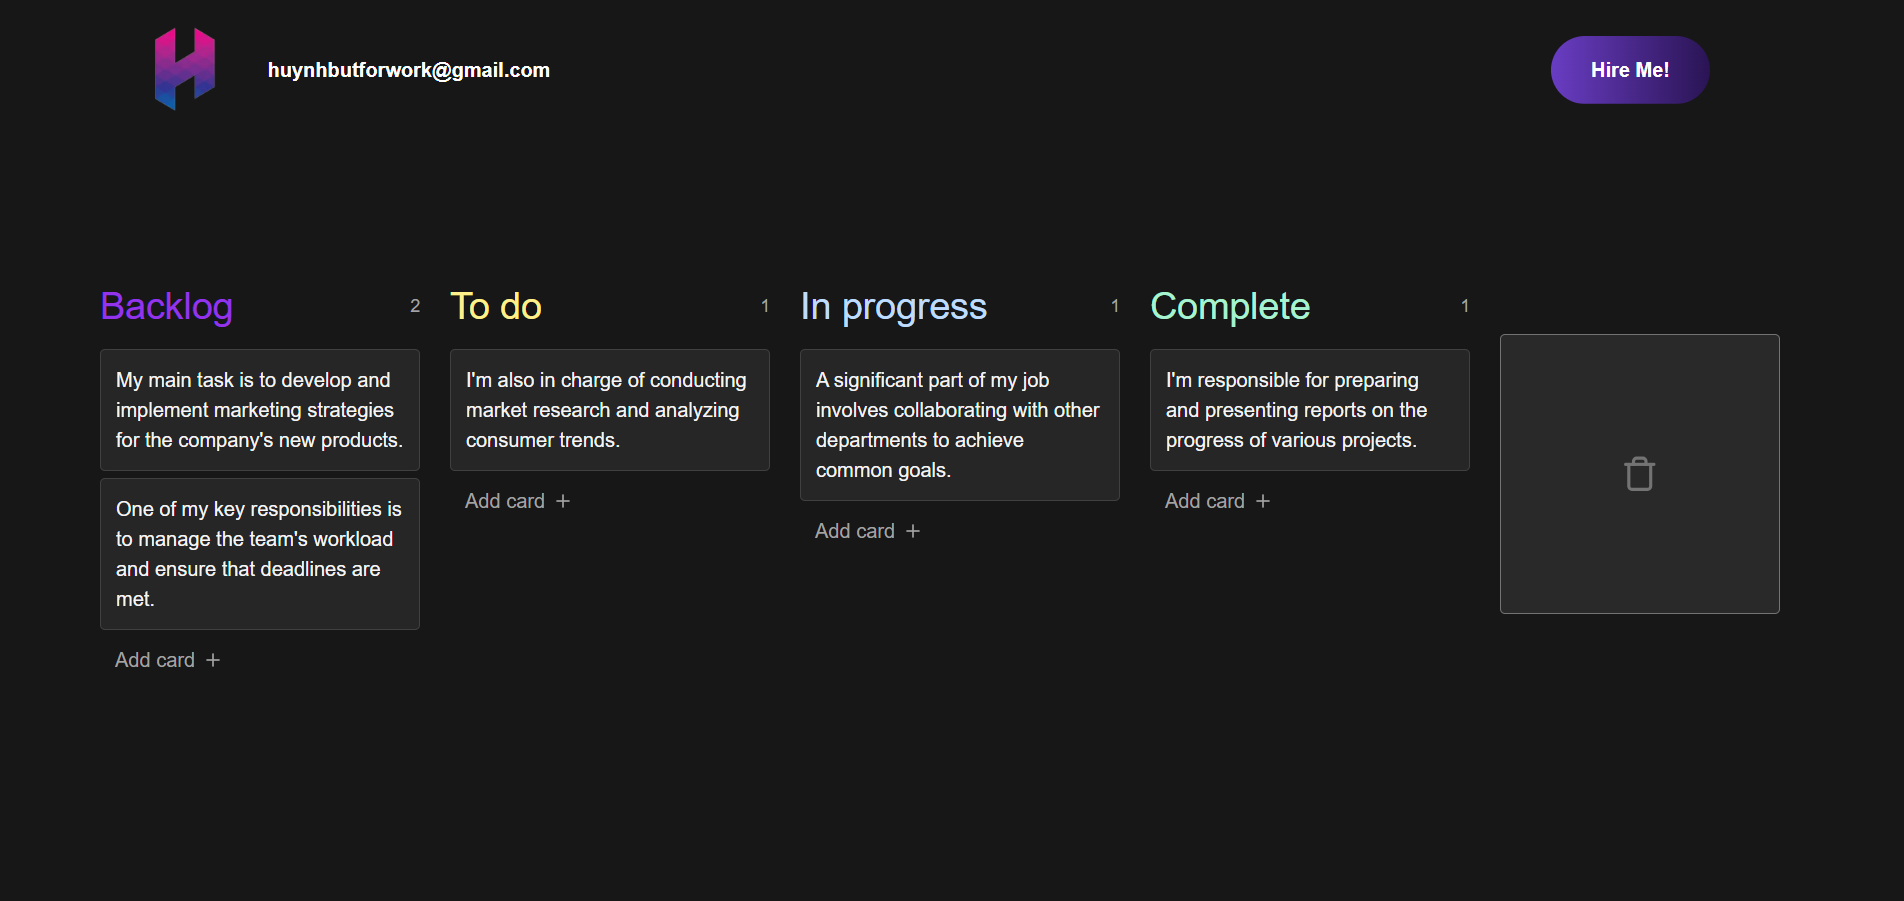 huynhbutforwork@gmail.com
Hire Me!
Backlog 2
My main task is to develop and
implement marketing strategies
for the company's new products.
One of my key responsibilities is
to manage the team's workload
and ensure that deadlines are
met.
Add card +
To do 1
I'm also in charge of conducting
market research and analyzing
consumer trends.
Add card +
In progress 1
A significant part of my job
involves collaborating with other
departments to achieve
common goals.
Add card +
Complete 1
I'm responsible for preparing
and presenting reports on the
progress of various projects.
Add card +